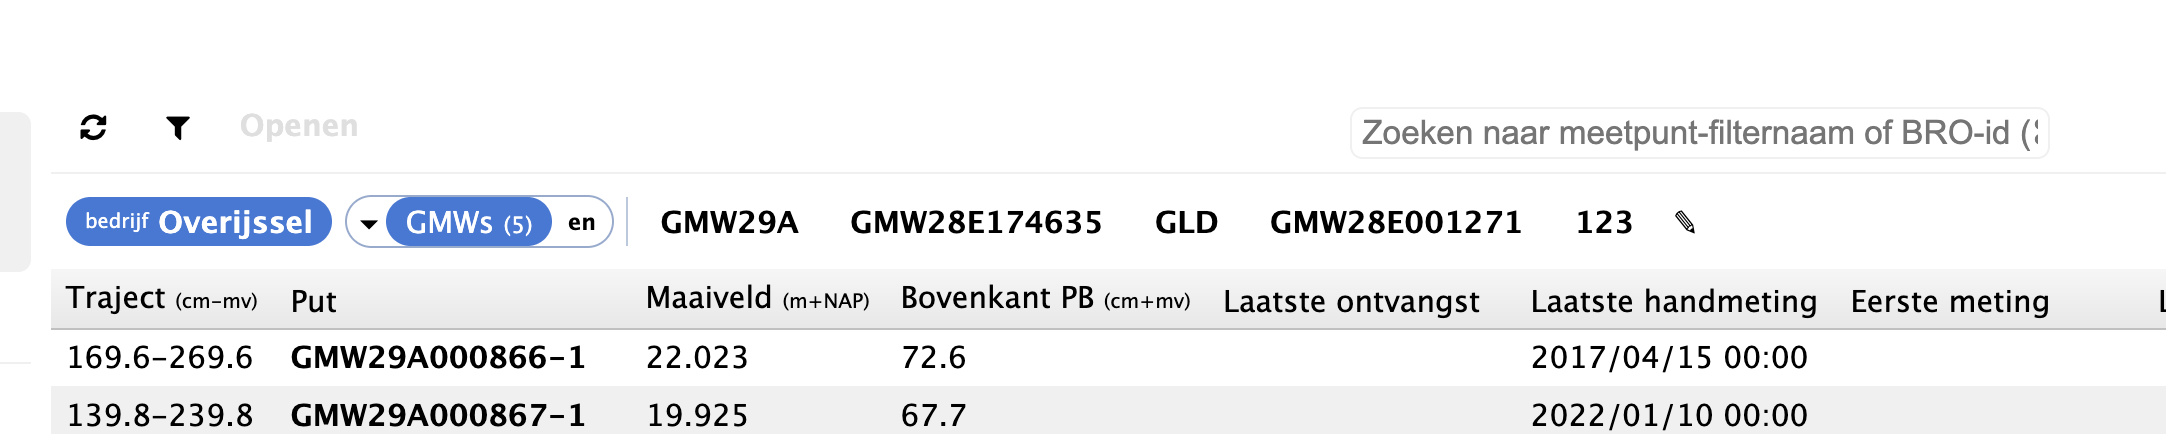 Openen Zoeken naar meetpunt-filternaam of BRO-id (
bedrijf Overijssel GMWs (5) en GMW29A GMW28E174635 GLD GMW28E001271 123
Traject (cm-mv) Put Maaiveld (m+NAP) Bovenkant PB (cm+mv) Laatste ontvangst Laatste handmeting Eerste meting
169.6-269.6 GMW29A000866-1 22.023 72.6 2017/04/15 00:00
139.8-239.8 GMW29A000867-1 19.925 67.7 2022/01/10 00:00